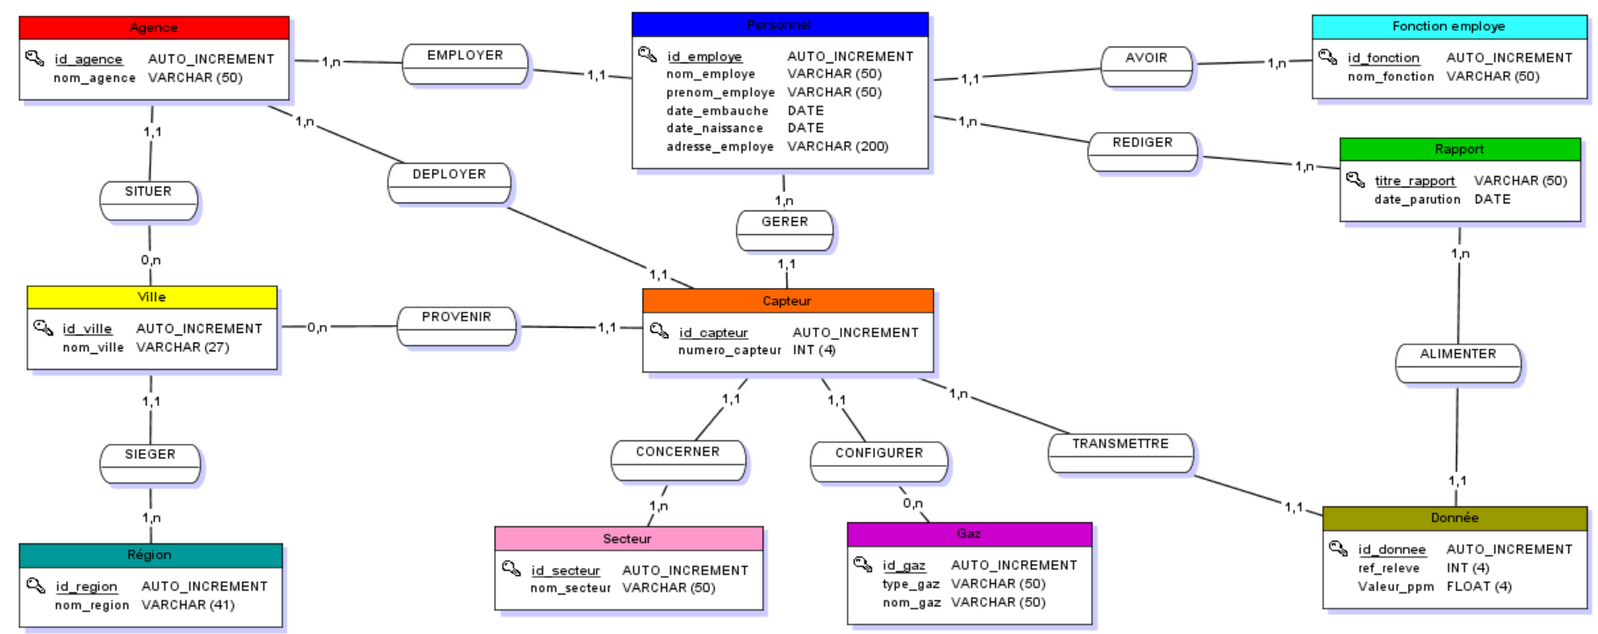 Agence
id_agence AUTO_INCREMENT
nom_agence VARCHAR (50)
1,n
EMPLOYER
1,1
Personnel
id_employe AUTO_INCREMENT
nom_employe VARCHAR (50)
prenom_employe VARCHAR (50)
date_embauche DATE
date_naissance DATE
adresse_employe VARCHAR (200)
1,1
AVOIR
1,n
Fonction employe
id_fonction AUTO_INCREMENT
nom_fonction VARCHAR (50)
1,n
REDIGER
1,n
Rapport
titre_rapport VARCHAR (50)
date_parution DATE
1,1
SITUER
0,n
1,n
DEPLOYER
1,1
1,n
GERER
1,1
Ville
id_ville AUTO_INCREMENT
nom_ville VARCHAR (27)
0,n
PROVENIR
1,1
Capteur
id_capteur AUTO_INCREMENT
numero_capteur INT (4)
1,n
ALIMENTER
1,1
1,1
SIEGER
1,n
1,1
CONCERNER
1,n
1,1
CONFIGURER
0,n
1,n
TRANSMETTRE
1,1
Région
id_region AUTO_INCREMENT
nom_region VARCHAR (41)
Secteur
id_secteur AUTO_INCREMENT
nom_secteur VARCHAR (50)
Gaz
id_gaz AUTO_INCREMENT
type_gaz VARCHAR (50)
nom_gaz VARCHAR (50)
Donnée
id_donnee AUTO_INCREMENT
ref_releve INT (4)
Valeur_ppm FLOAT (4)